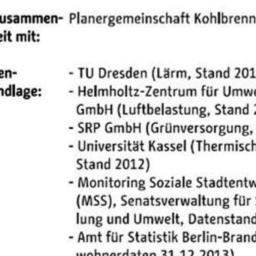 zusammen- Planergemeinschaft Kohlbrenn
eit mit:
en- - TU Dresden (Lärm, Stand 201
ndlage: - Helmholtz-Zentrum für Umwe
GmbH (Luftbelastung, Stand 2
- SRP GmbH (Grünversorgung,
- Universität Kassel (Thermisch
Stand 2012)
- Monitoring Soziale Stadtentw
(MSS), Senatsverwaltung für
lung und Umwelt, Datenstand
- Amt für Statistik Berlin-Brand
wohnerdaten 31.12.2013)